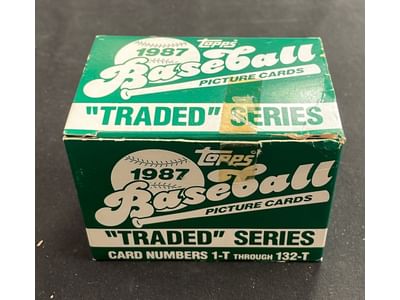 topps
1987
Baseball
PICTURE CARDS
"TRADED" SERIES
topps
1987
Baseball
PICTURE CARDS
"TRADED" SERIES
CARD NUMBERS 1-T THROUGH 132-T